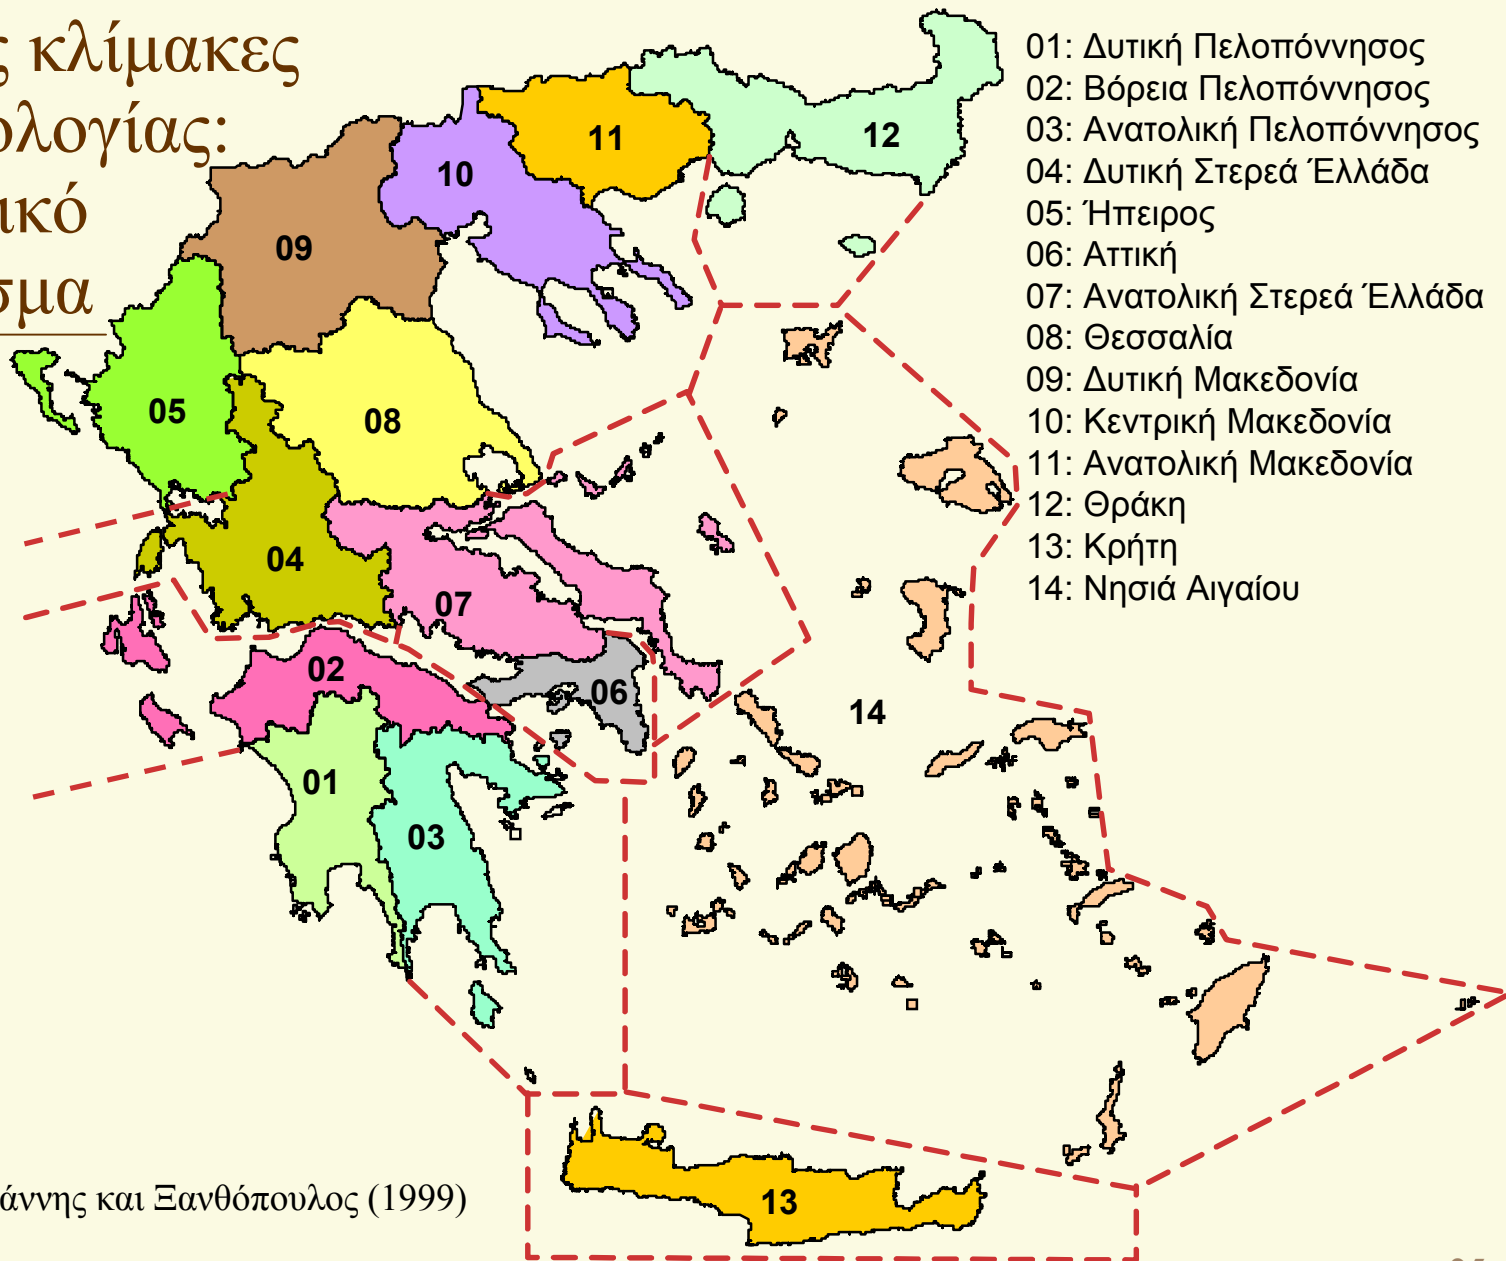 ς κλίμακες
ολογίας:
ικό
σμα
01: Δυτική Πελοπόννησος
02: Βόρεια Πελοπόννησος
03: Ανατολική Πελοπόννησος
04: Δυτική Στερεά Έλλάδα
05: Ήπειρος
06: Αττική
07: Ανατολική Στερεά Έλλάδα
08: Θεσσαλία
09: Δυτική Μακεδονία
10: Κεντρική Μακεδονία
11: Ανατολική Μακεδονία
12: Θράκη
13: Κρήτη
14: Νησιά Αιγαίου
11
12
10
09
05
08
04
07
02
06
14
01
03
13
άννης και Ξανθόπουλος (1999)